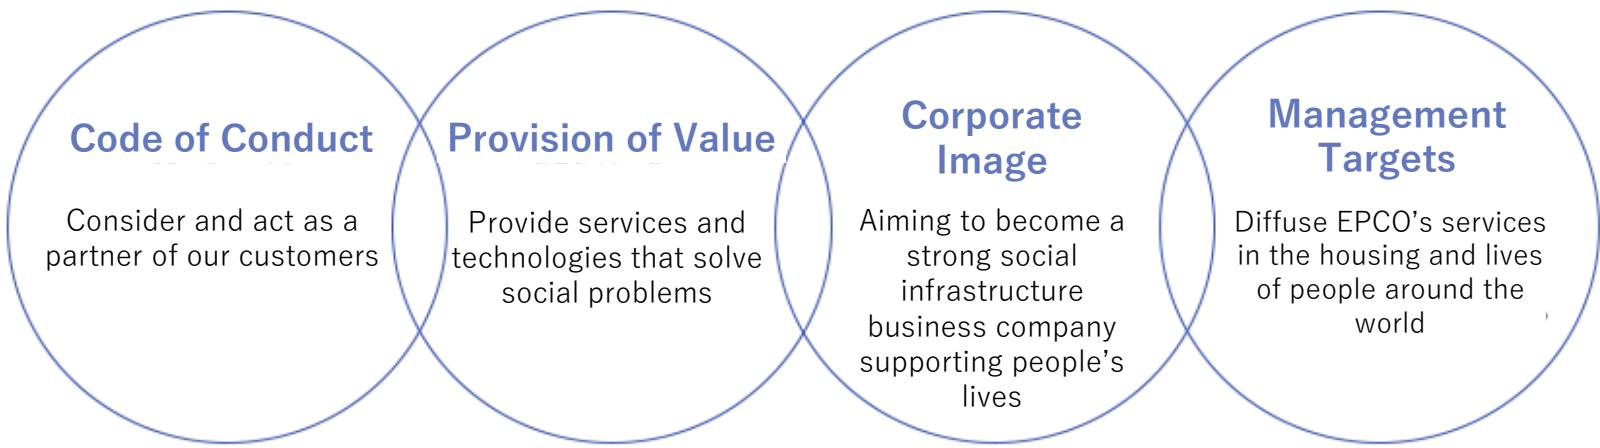 Code of Conduct
Consider and act as a
partner of our customers
Provision of Value
Provide services and
technologies that solve
social problems
Corporate
Image
Aiming to become a
strong social
infrastructure
business company
supporting people’s
lives
Management
Targets
Diffuse EPCO’s services
in the housing and lives
of people around the
world